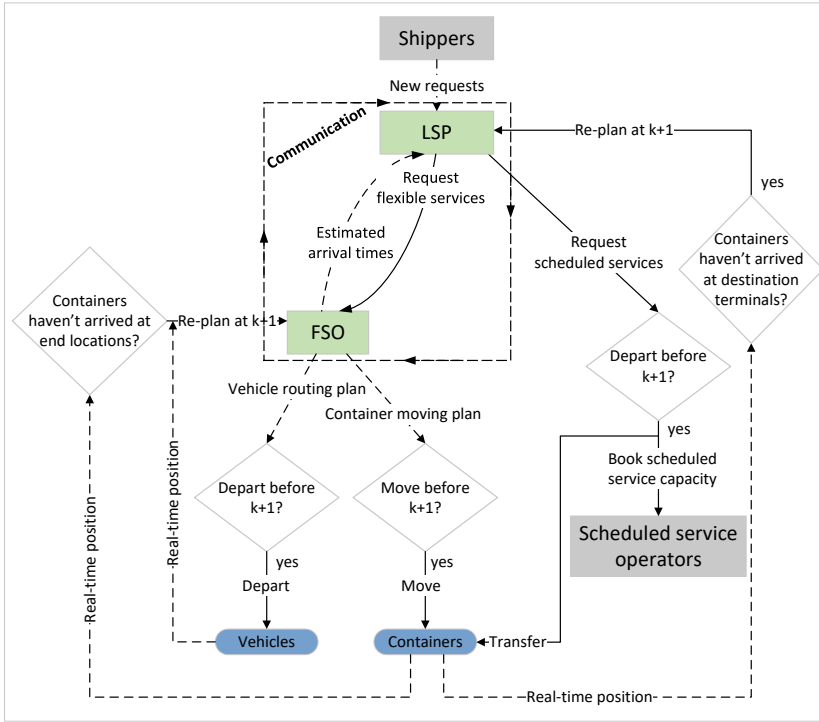 Shippers
New requests
Communication
LSP
Re-plan at k+1
yes
Request
flexible services
Estimated
arrival times
Request
scheduled services
Containers
haven't arrived
at destination
terminals?
Containers
haven't arrived at
end locations?
Re-plan at k+1
FSO
Depart before
k+1?
Vehicle routing plan
Container moving plan
yes
Book scheduled
service capacity
Depart before
k+1?
Move before
k+1?
Scheduled service
operators
yes
Depart
yes
Move
Real-time position
Real-time position
Vehicles
Containers
Transfer
Real-time position